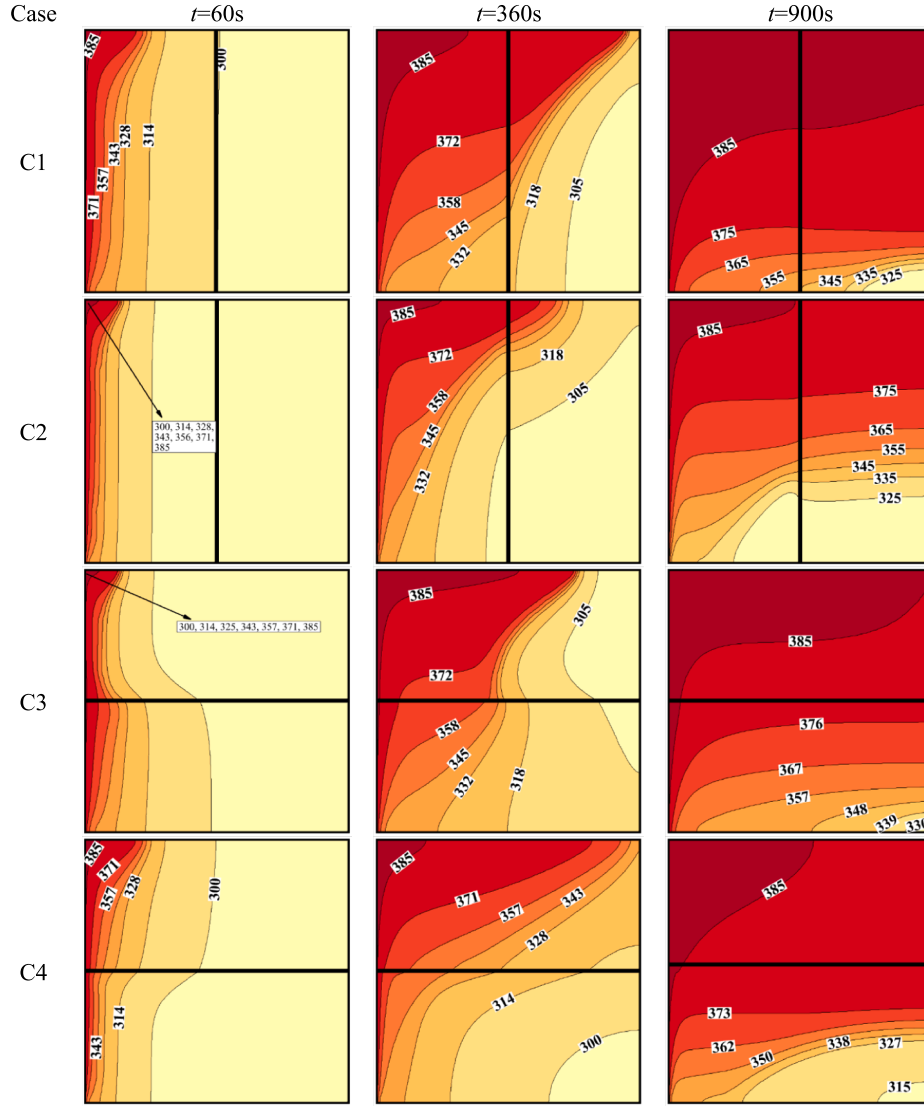 Case t=60s t=360s t=900s
C1
385 371 357 343 328 314 300
385 372 358 345 332 318 305
385 375 365 355 345 335 325
C2
300, 314, 328,
343, 356, 371,
385
385 372 358 345 332 318 305
385 375 365 355 345 335 325
C3
300, 314, 325, 343, 357, 371, 385
385 372 358 345 332 318 305
385 376 367 357 348 339
C4
385 371 357 328 300 314 343
385 371 357 343 328 314 300
385 373 362 350 338 327 315